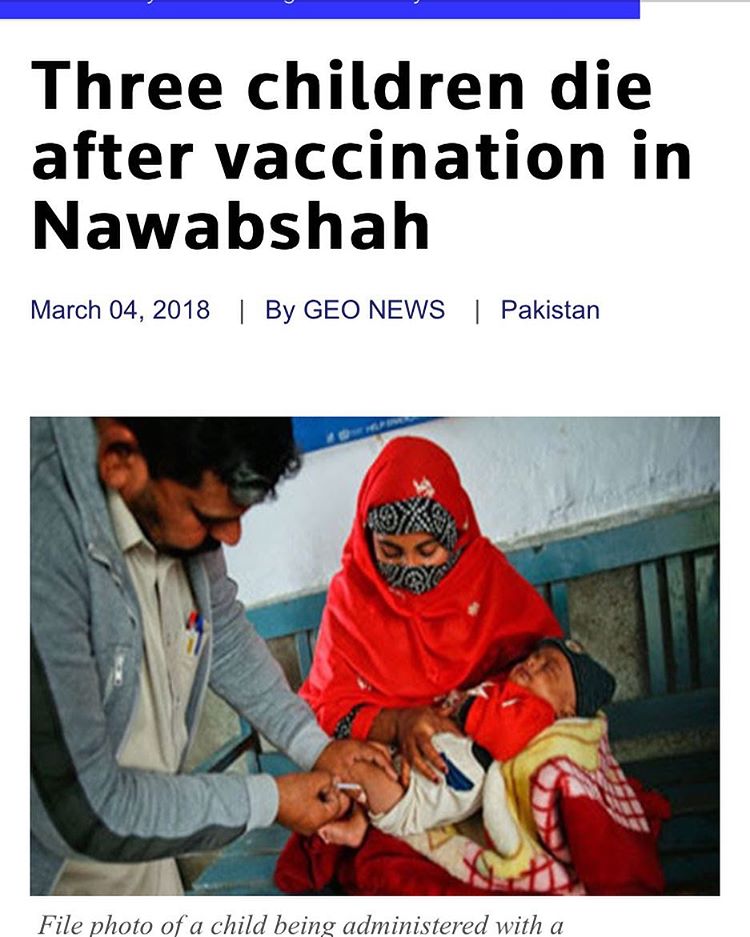 Three children die
after vaccination in
Nawabshah
March 04, 2018 | By GEO NEWS | Pakistan
File photo of a child being administered with a